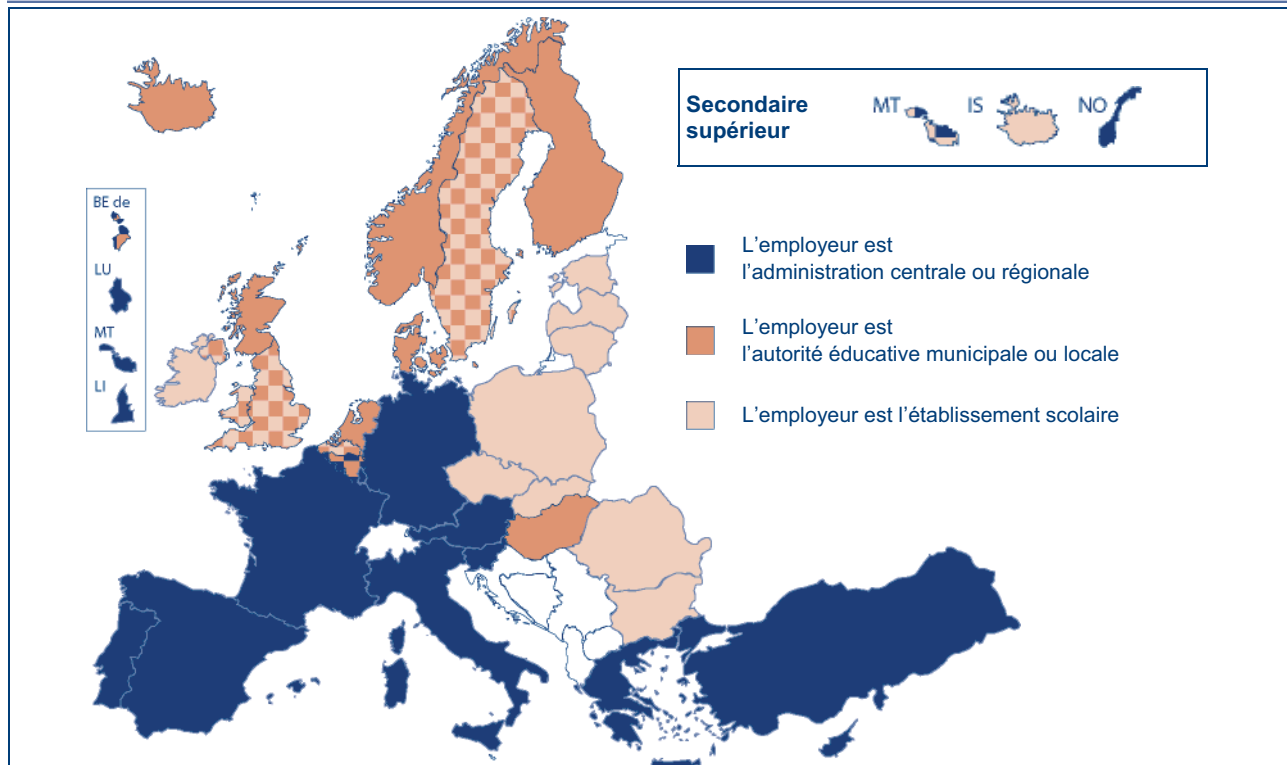 Secondaire
supérieur
MT
IS
NO
BE de
LU
MT
LI
L’employeur est
l’administration centrale ou régionale
L’employeur est
l’autorité éducative municipale ou locale
L’employeur est l’établissement scolaire